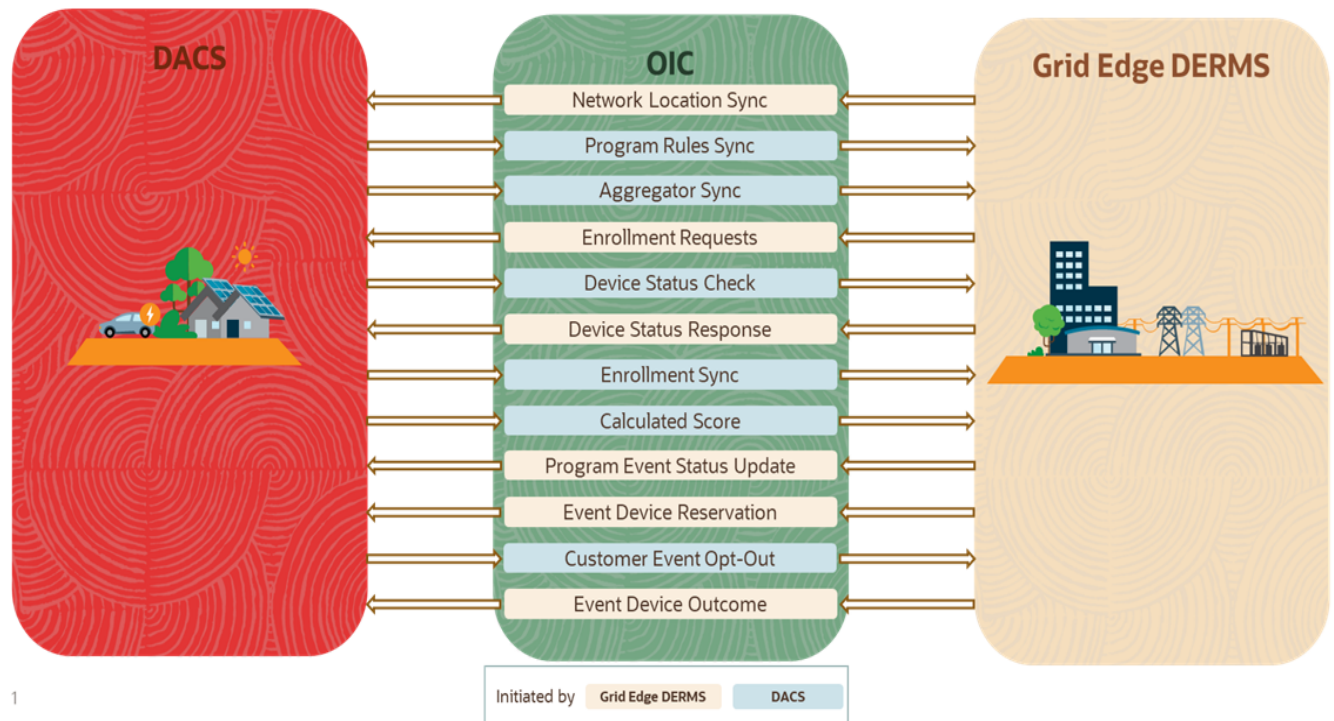 DACS
OIC
Grid Edge DERMS
Network Location Sync
Program Rules Sync
Aggregator Sync
Enrollment Requests
Device Status Check
Device Status Response
Enrollment Sync
Calculated Score
Program Event Status Update
Event Device Reservation
Customer Event Opt-Out
Event Device Outcome
1
Initiated by Grid Edge DERMS DACS